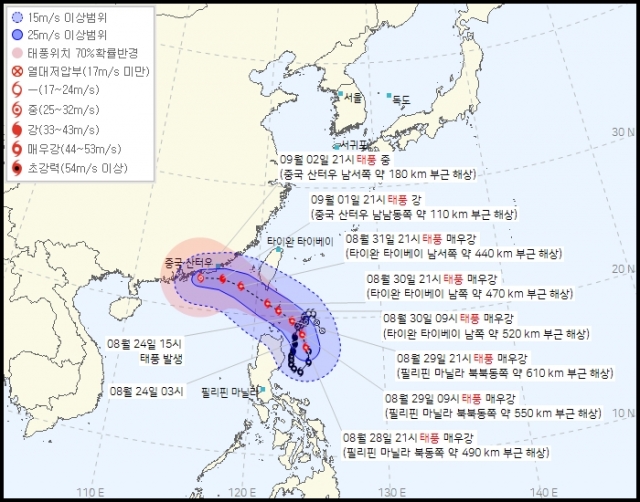 15m/s 이상범위
25m/s 이상범위
태풍위치 70%확률반경
열대저압부(17m/s 미만)
ㅡ(17~24m/s)
중(25~32m/s)
강(33~43m/s)
매우강(44~53m/s)
초강력(54m/s 이상)
서울
독도
서귀포
30 N
09월 02일 21시 태풍 중
(중국 산터우 남서쪽 약 180 km 부근 해상)
09월 01일 21시 태풍 강
(중국 산터우 남남동쪽 약 110 km 부근 해상)
타이완 타이베이
08월 31일 21시 태풍 매우강
(타이완 타이베이 남서쪽 약 440 km 부근 해상)
중국 산터우
20 N
08월 30일 21시 태풍 매우강
(타이완 타이베이 남쪽 약 470 km 부근 해상)
08월 30일 09시 태풍 매우강
(타이완 타이베이 남쪽 약 520 km 부근 해상)
08월 24일 15시
태풍 발생
08월 29일 21시 태풍 매우강
(필리핀 마닐라 북북동쪽 약 610 km 부근 해상)
08월 24일 03시
필리핀 마닐라
08월 29일 09시 태풍 매우강
(필리핀 마닐라 북북동쪽 약 550 km 부근 해상)
10 N
08월 28일 21시 태풍 매우강
(필리핀 마닐라 북동쪽 약 490 km 부근 해상)
110 E
120 E
130 E